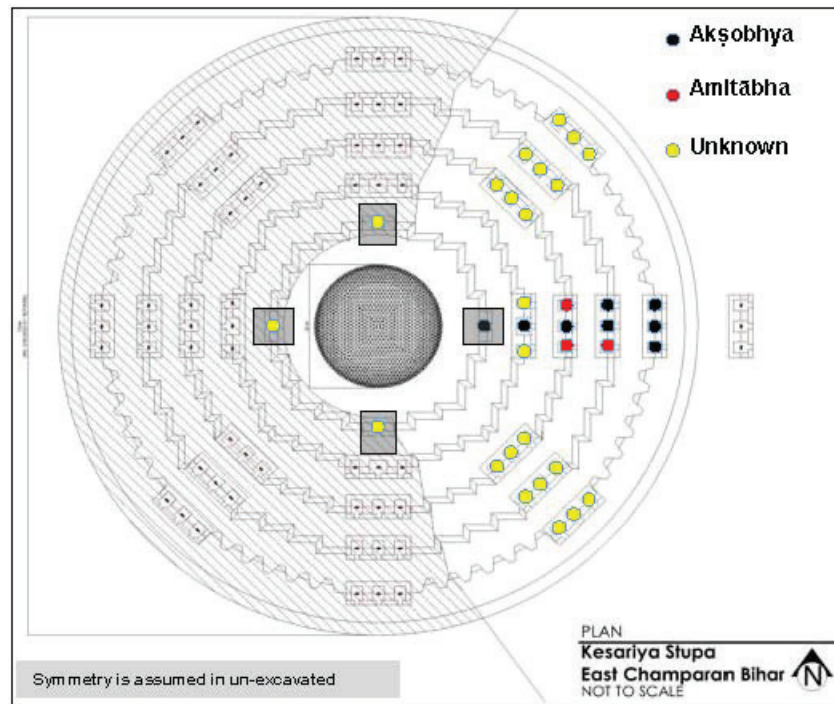 Akṣobhya
Amitābha
Unknown
PLAN
Kesariya Stupa
East Champaran Bihar
NOT TO SCALE
N
Symmetry is assumed in un-excavated